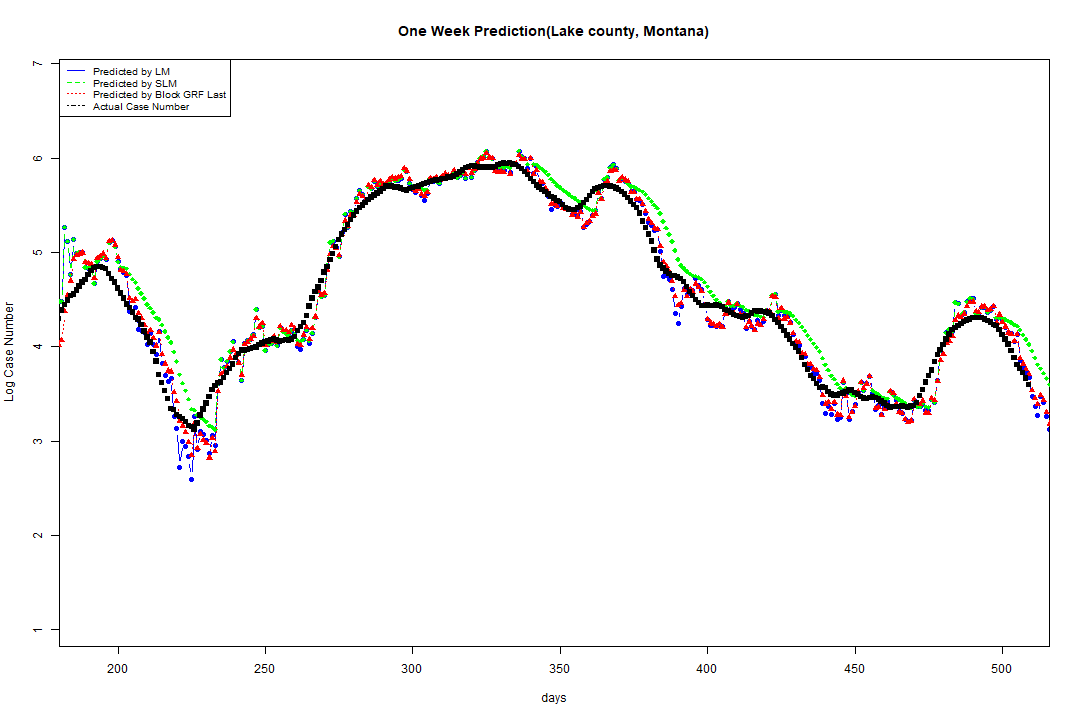 One Week Prediction(Lake county, Montana)
Predicted by LM
Predicted by SLM
Predicted by Block GRF Last
Actual Case Number
Log Case Number
7
6
5
4
3
2
1
200 250 300 350 400 450 500
days